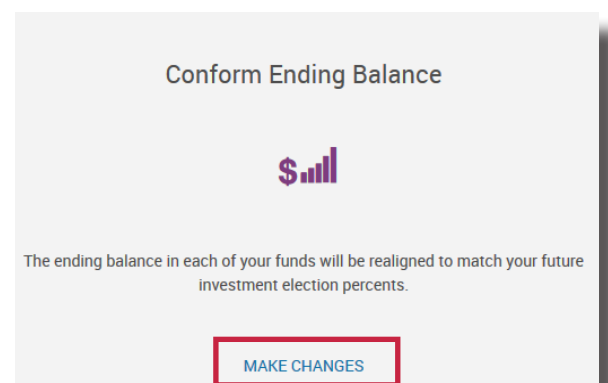 Conform Ending Balance
$
The ending balance in each of your funds will be realigned to match your future
investment election percents.
MAKE CHANGES